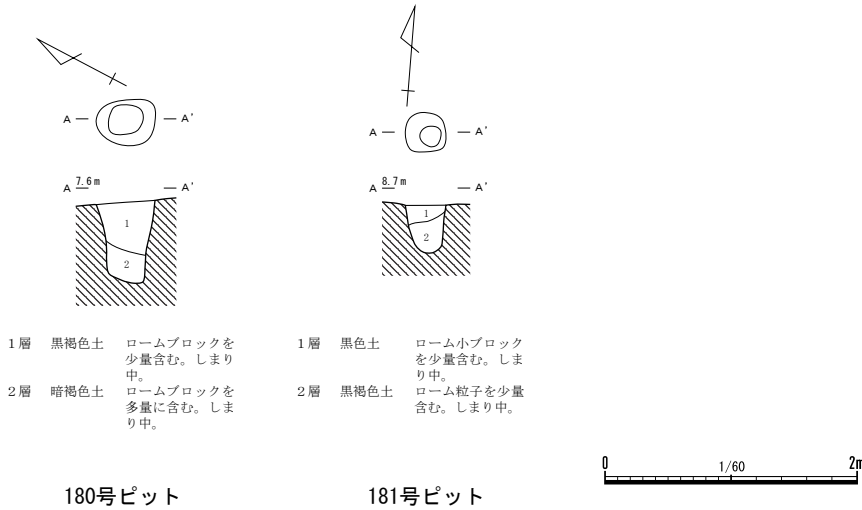 A A'
A A'
A 7.6m A'
A 8.7m A'
1
2
1
2
1層 黒褐色土 ロームブロックを
少量含む。しまり
中。
2層 暗褐色土 ロームブロックを
多量に含む。しま
り中。
1層 黒色土 ローム小ブロック
を少量含む。しま
り中。
2層 黒褐色土 ローム粒子を少量
含む。しまり中。
180号ピット
181号ピット
0 1/60 2m